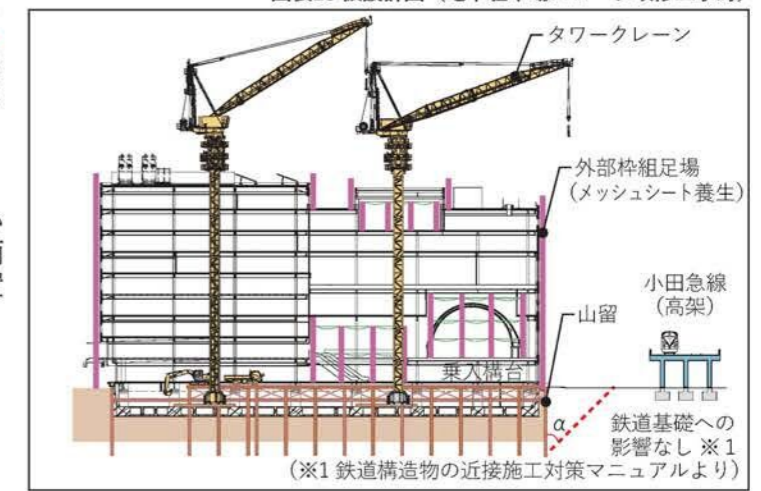 タワークレーン
外部枠組足場
(メッシュシート養生)
小田急線
(高架)
山留
乗入構台
α
鉄道基礎への
影響なし ※1
(※1 鉄道構造物の近接施工対策マニュアルより)